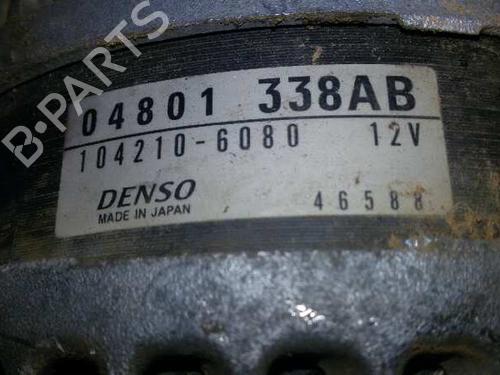 B-PARTS
04801 338AB
104210-6080 12V
DENSO
MADE IN JAPAN
46588